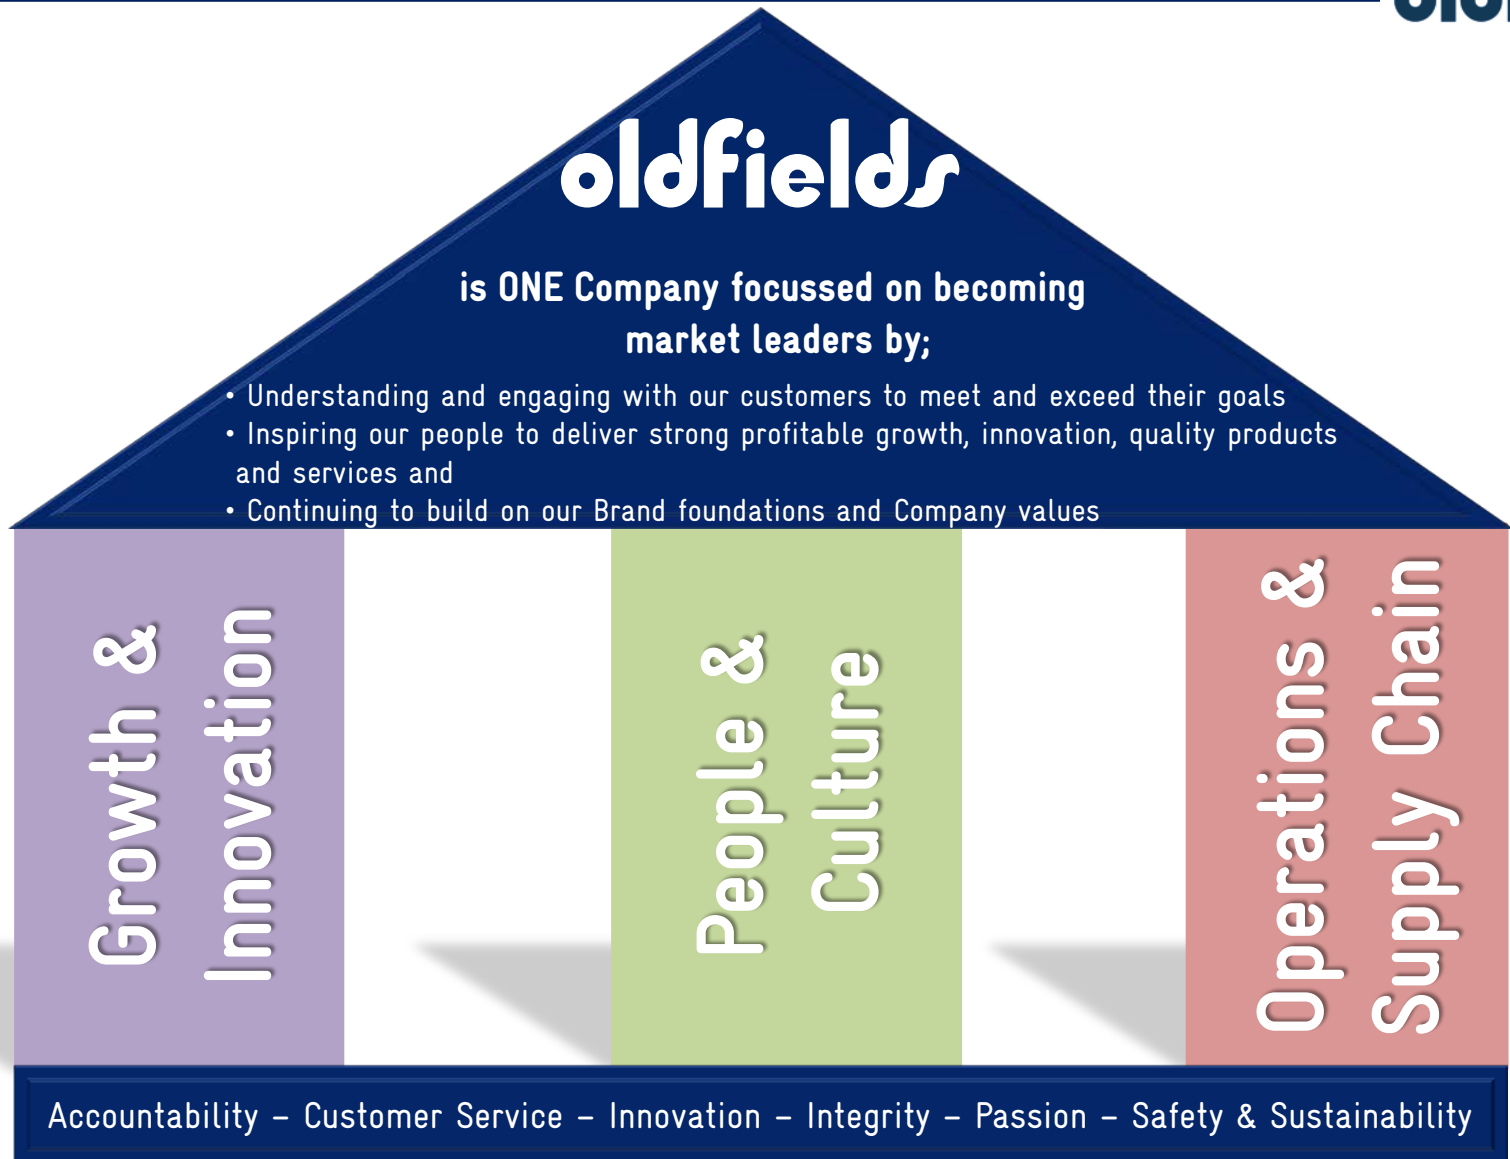 oldfields
is ONE Company focussed on becoming
market leaders by;
• Understanding and engaging with our customers to meet and exceed their goals
• Inspiring our people to deliver strong profitable growth, innovation, quality products
and services and
• Continuing to build on our Brand foundations and Company values
Growth &
Innovation
People &
Culture
Operations &
Supply Chain
Accountability – Customer Service – Innovation – Integrity – Passion – Safety & Sustainability